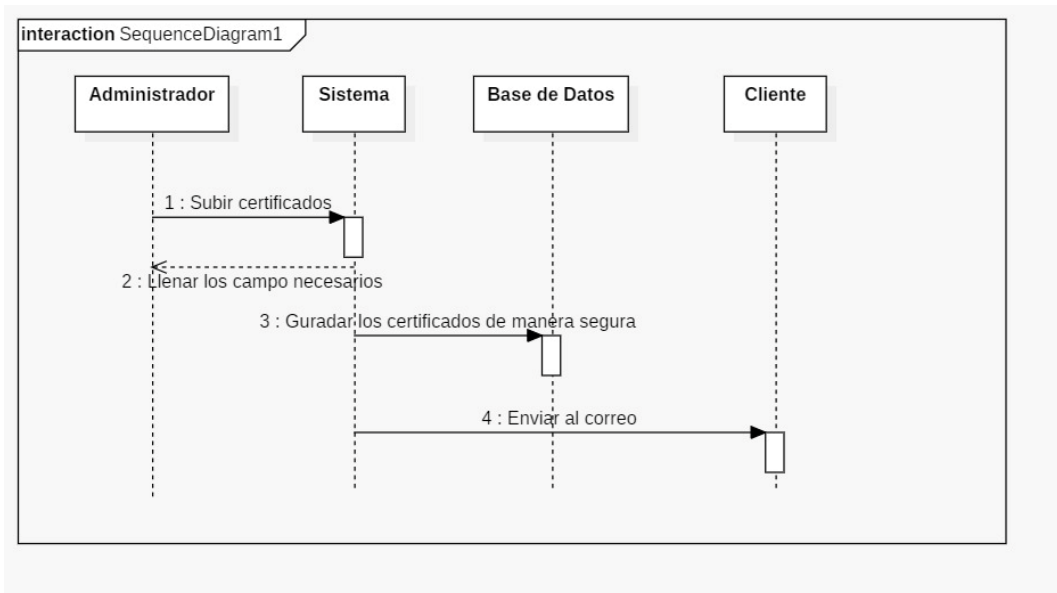 interaction SequenceDiagram1
Administrador
Sistema
Base de Datos
Cliente
1 : Subir certificados
2 : Llenar los campo necesarios
3 : Guradar los certificados de manera segura
4 : Enviar al correo